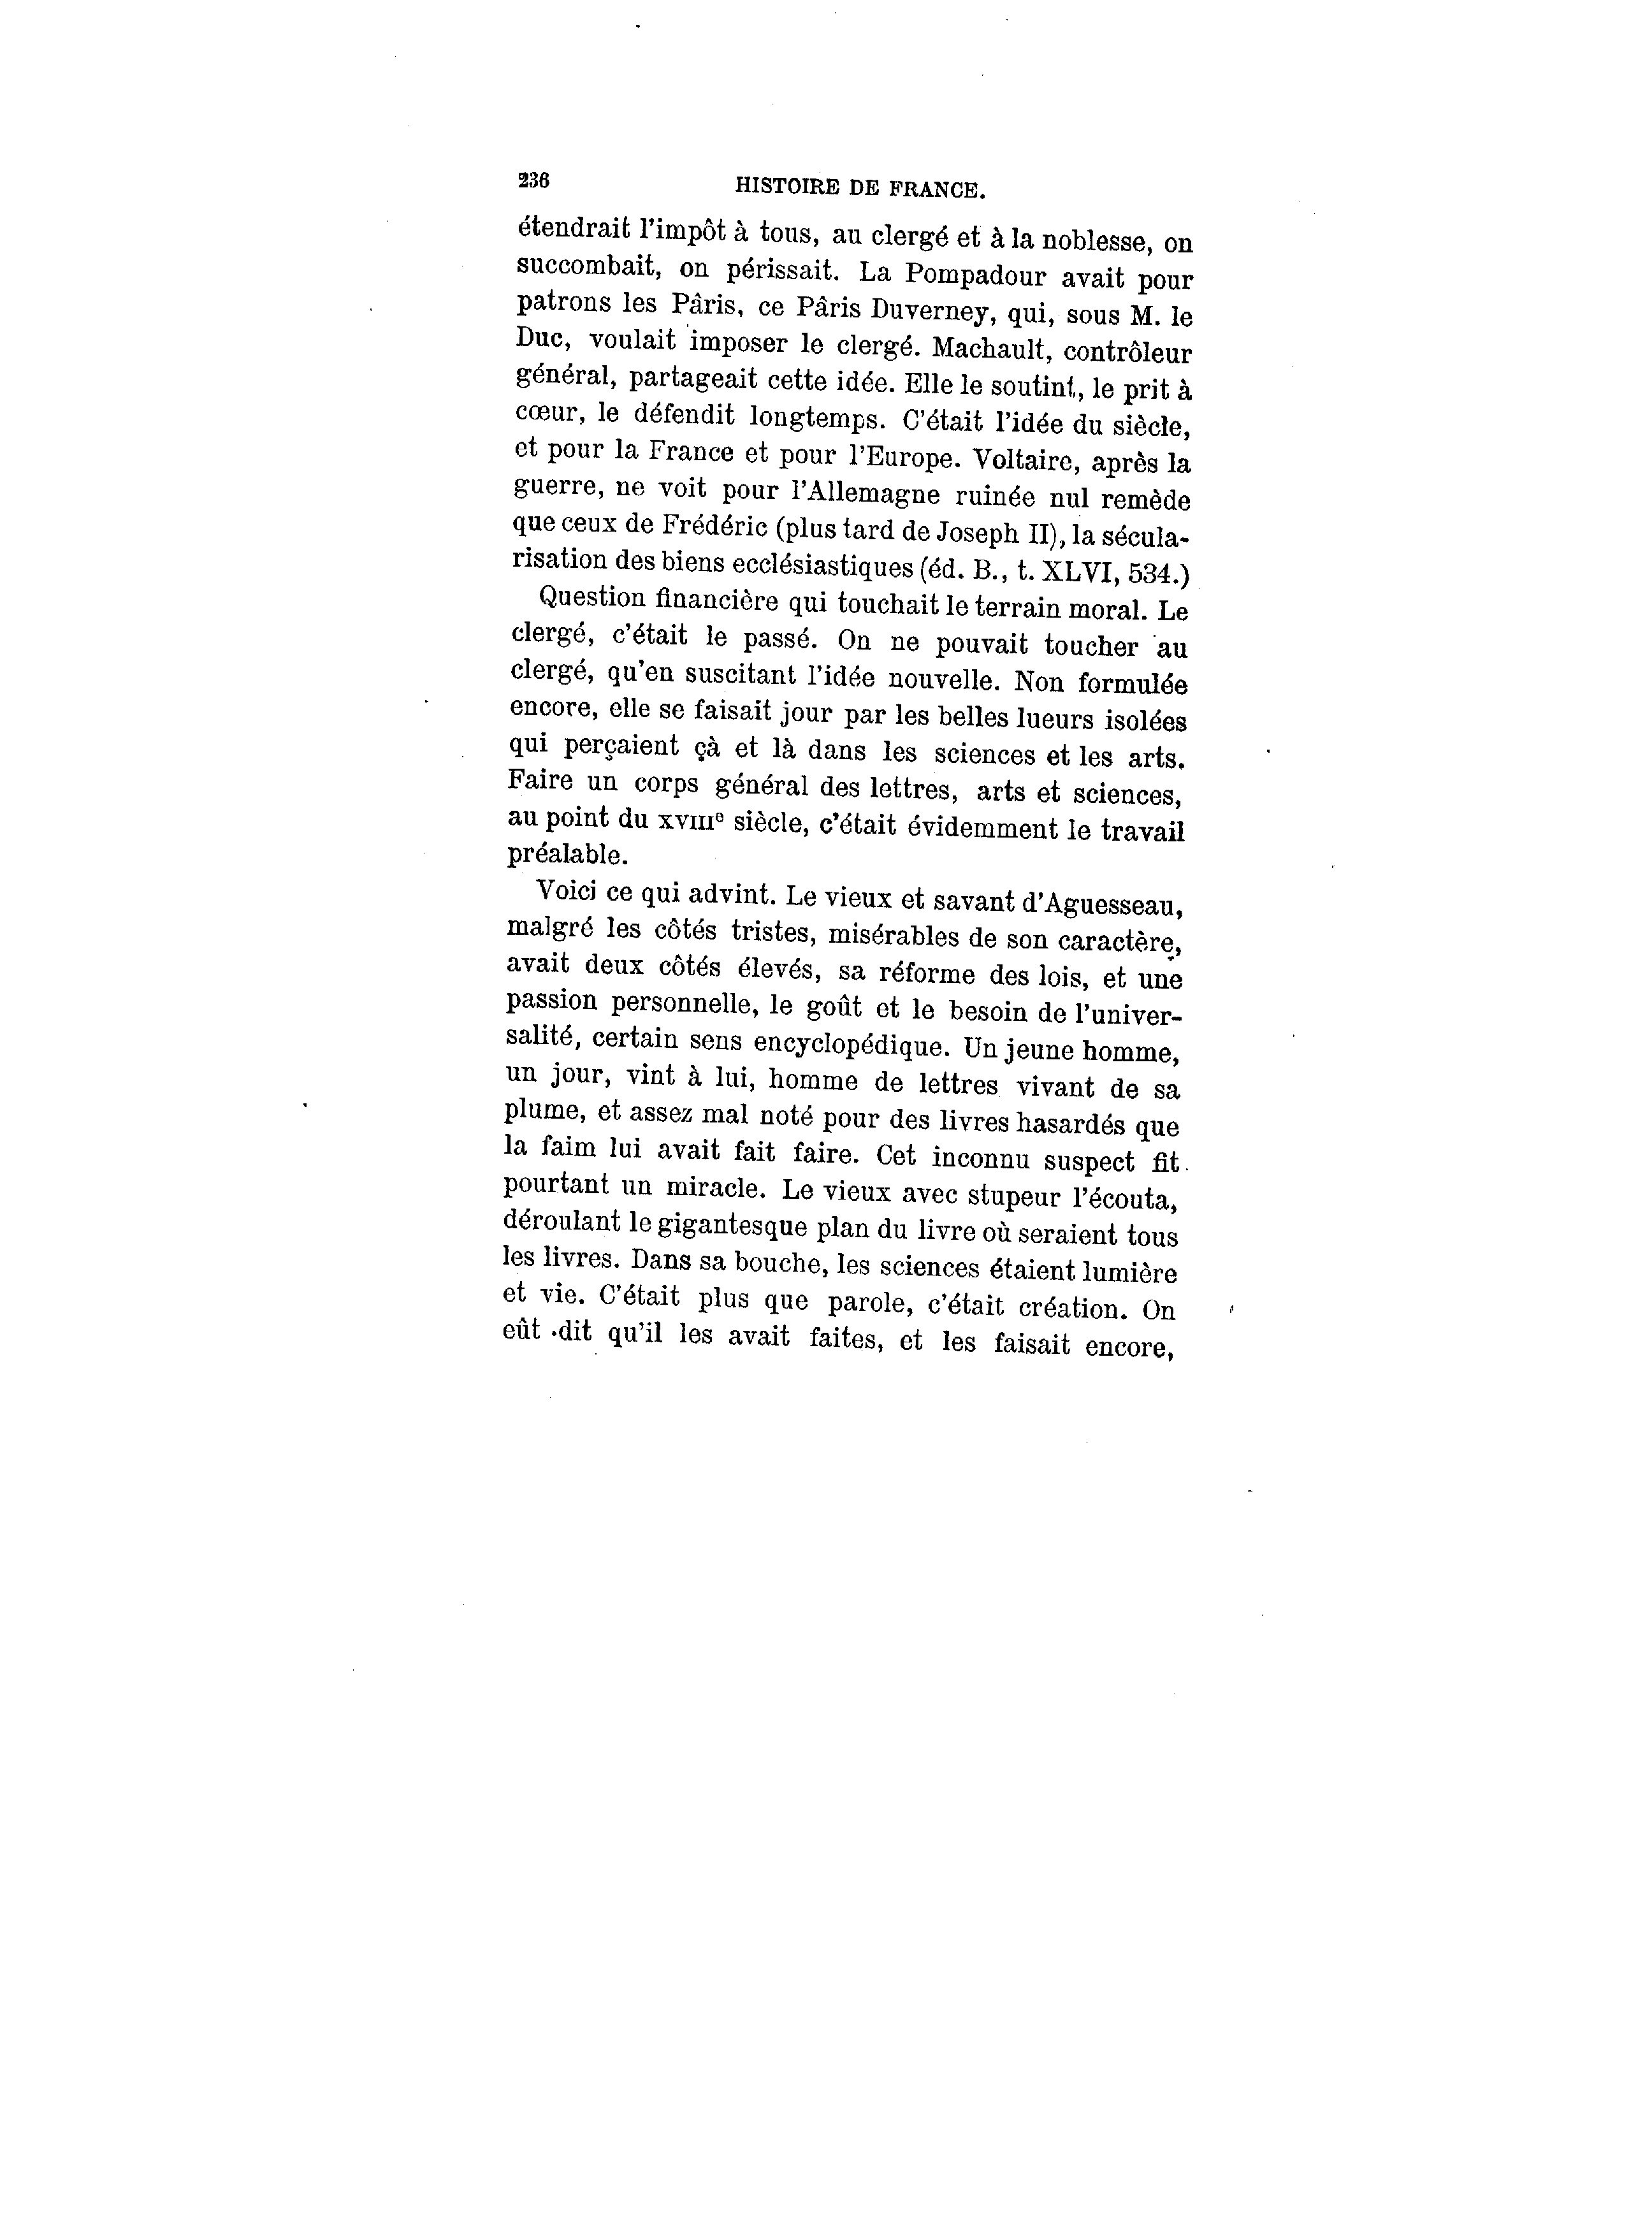 236 HISTOIRE DE FRANCE.
étendrait l'impôt à tous, au clergé et à la noblesse, on
succombait, on périssait. La Pompadour avait pour
patrons les Pâris, ce Pâris Duverney, qui, sous M. le
Duc, voulait imposer le clergé. Machault, contrôleur
général, partageait cette idée. Elle le soutint, le prit à
cœur, le défendit longtemps. C'était l'idée du siècle,
et pour la France et pour l'Europe. Voltaire, après la
guerre, ne voit pour l'Allemagne ruinée nul remède
que ceux de Frédéric (plus tard de Joseph II), la sécula-
risation des biens ecclésiastiques (éd. B., t. XLVI, 534.)
Question financière qui touchait le terrain moral. Le
clergé, c'était le passé. On ne pouvait toucher au
clergé, qu'en suscitant l'idée nouvelle. Non formulée
encore, elle se faisait jour par les belles lueurs isolées
qui perçaient çà et là dans les sciences et les arts.
Faire un corps général des lettres, arts et sciences,
au point du XVIIIe siècle, c'était évidemment le travail
préalable.
Voici ce qui advint. Le vieux et savant d'Aguesseau,
malgré les côtés tristes, misérables de son caractère,
avait deux côtés élevés, sa réforme des lois, et une
passion personnelle, le goût et le besoin de l'univer-
salité, certain sens encyclopédique. Un jeune homme,
un jour, vint à lui, homme de lettres vivant de sa
plume, et assez mal noté pour des livres hasardés que
la faim lui avait fait faire. Cet inconnu suspect fit
pourtant un miracle. Le vieux avec stupeur l'écouta,
déroulant le gigantesque plan du livre où seraient tous
les livres. Dans sa bouche, les sciences étaient lumière
et vie. C'était plus que parole, c'était création. On
eût dit qu'il les avait faites, et les faisait encore,